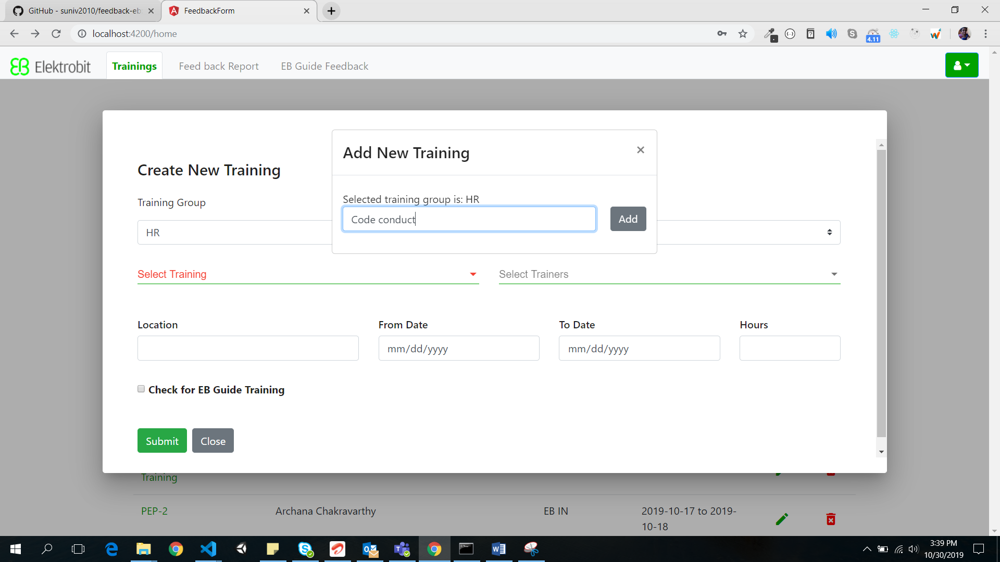 GitHub - suniv2010/feedback-eb
FeedbackForm
localhost:4200/home
4.11
EB Elektrobit
Trainings
Feed back Report
EB Guide Feedback
Add New Training
×
Create New Training
Selected training group is: HR
Training Group
Code conduct
Add
HR
Select Training
Select Trainers
Location
From Date
To Date
Hours
mm/dd/yyyy
mm/dd/yyyy
Check for EB Guide Training
Submit
Close
Training
PEP-2
Archana Chakravarthy
EB IN
2019-10-17 to 2019-
10-18
3:39 PM
10/30/2019